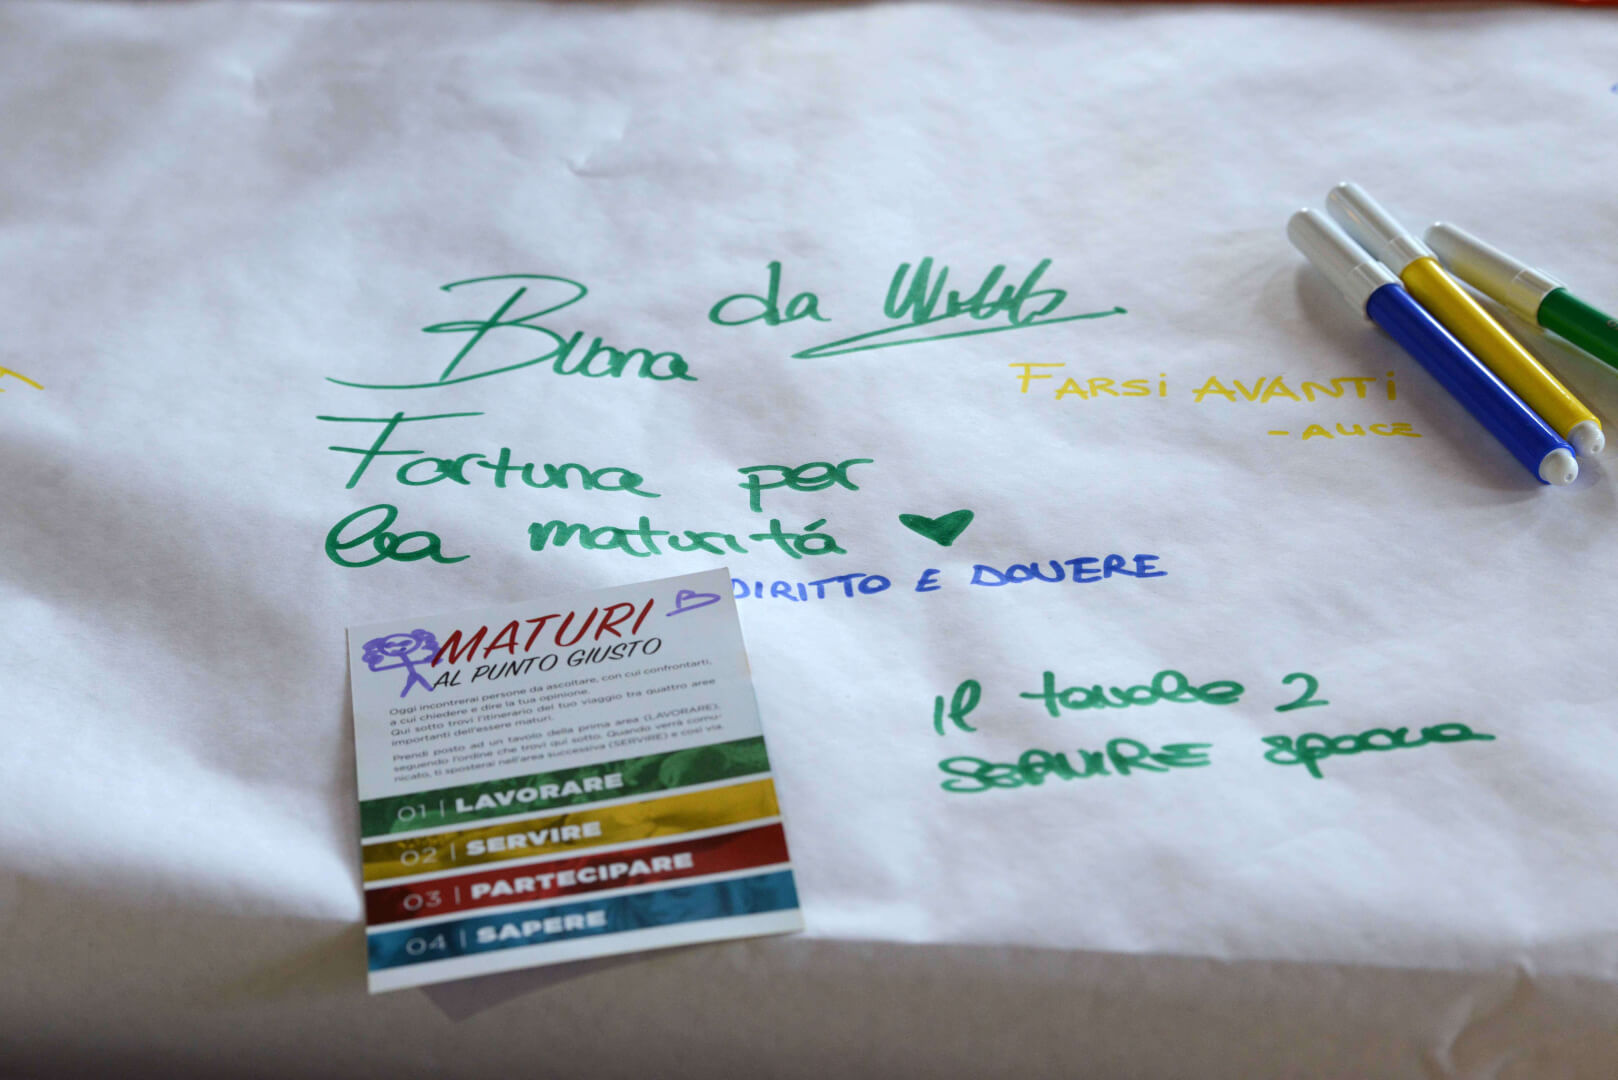 Buona da
Fortuna per
la maturitá
FARSI AVANTI
- ALICE
DIRITTO E DOVERE
Il tavolo 2
SERVIRE spacca
MATURI B
AL PUNTO GIUSTO
Oggi incontrerai persone da ascoltare, con cui confrontarti,
a cui chiedere e dire la tua opinione.
Qui sotto trovi l'itinerario del tuo viaggio tra quattro aree
importanti dell'essere maturi.
Prendi posto ad un tavolo della prima area (LAVORARE),
seguendo l'ordine che trovi qui sotto. Quando verrà comu-
nicato, ti sposterai nell'area successiva (SERVIRE) e così via.
01 | LAVORARE
02 | SERVIRE
03 | PARTECIPARE
04 | SAPERE